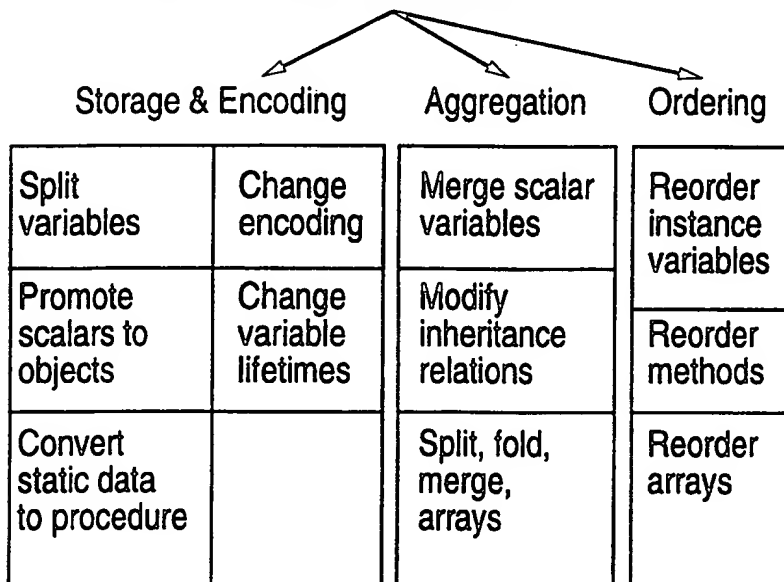 Storage & Encoding
Aggregation
Ordering
Split
variables
Change
encoding
Merge scalar
variables
Reorder
instance
variables
Promote
scalars to
objects
Change
variable
lifetimes
Modify
inheritance
relations
Reorder
methods
Convert
static data
to procedure
Split, fold,
merge,
arrays
Reorder
arrays